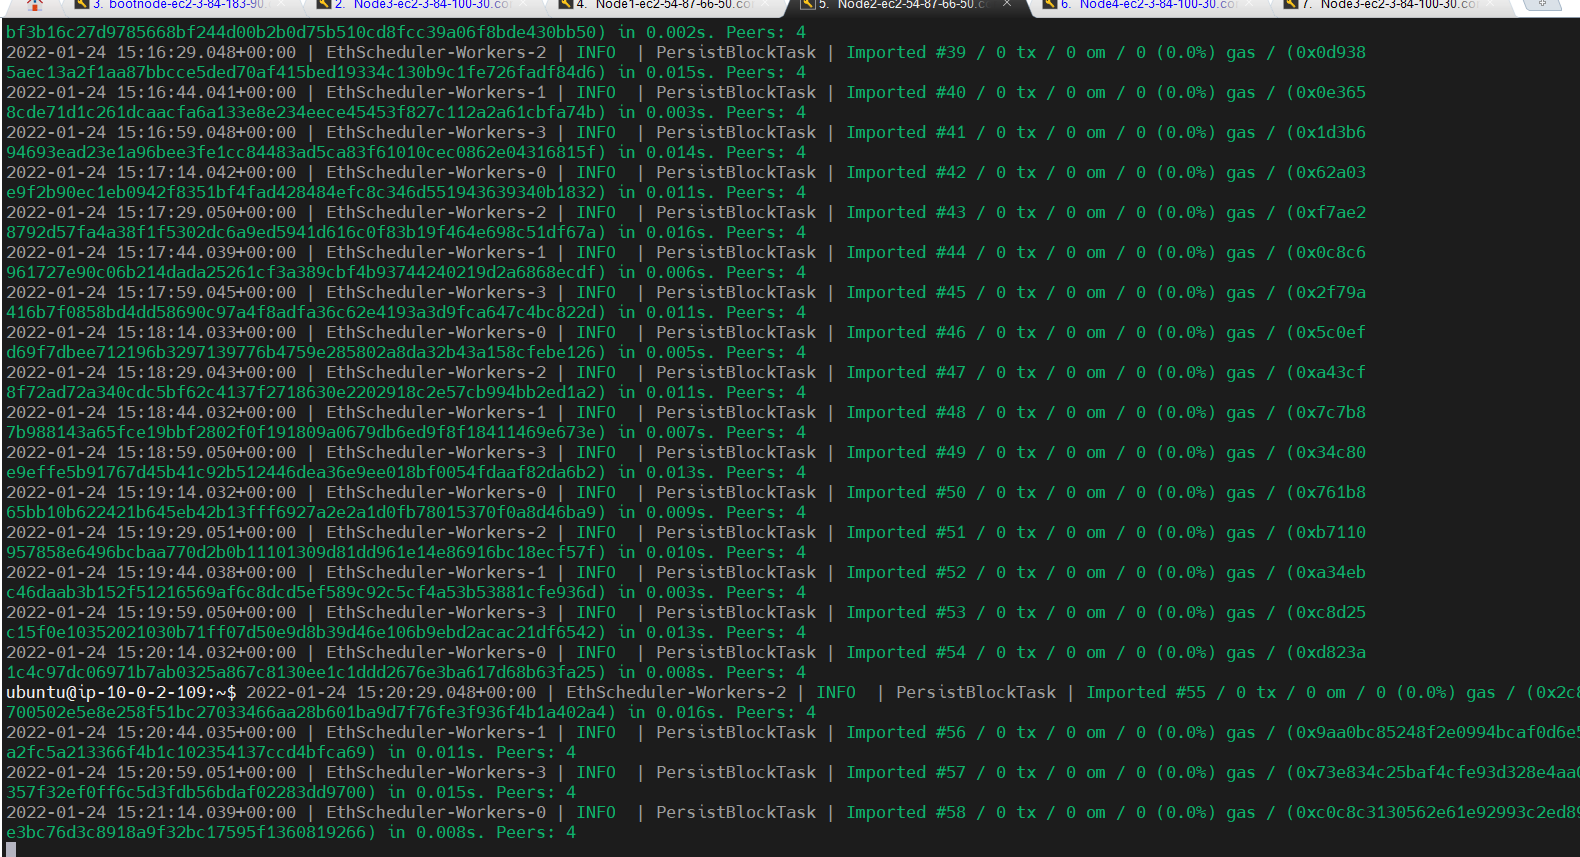 3. bootnode-ec2-3-84-183-90.c 2. Node3-ec2-3-84-100-30.co 4. Node1-ec2-54-87-66-50.c 5. Node2-ec2-54-87-66-50.c 6. Node4-ec2-3-84-100-30.co 7. Node3-ec2-3-84-100-30.co
bf3b16c27d9785668bf244d00b2b0d75b510cd8fcc39a06f8bde430bb50) in 0.002s. Peers: 4
2022-01-24 15:16:29.048+00:00 | EthScheduler-Workers-2 | INFO | PersistBlockTask | Imported #39 / 0 tx / 0 om / 0 (0.0%) gas / (0x0d938
5aec13a2f1aa87bbcce5ded70af415bed19334c130b9c1fe726fadf84d6) in 0.015s. Peers: 4
2022-01-24 15:16:44.041+00:00 | EthScheduler-Workers-1 | INFO | PersistBlockTask | Imported #40 / 0 tx / 0 om / 0 (0.0%) gas / (0x0e365
8cde71d1c261dcaacfa6a133e8e234eece45453f827c112a2a61cbfa74b) in 0.003s. Peers: 4
2022-01-24 15:16:59.048+00:00 | EthScheduler-Workers-3 | INFO | PersistBlockTask | Imported #41 / 0 tx / 0 om / 0 (0.0%) gas / (0x1d3b6
94693ead23e1a96bee3fe1cc84483ad5ca83f61010cec0862e04316815f) in 0.014s. Peers: 4
2022-01-24 15:17:14.042+00:00 | EthScheduler-Workers-0 | INFO | PersistBlockTask | Imported #42 / 0 tx / 0 om / 0 (0.0%) gas / (0x62a03
e9f2b90ec1eb0942f8351bf4fad428484efc8c346d551943639340b1832) in 0.011s. Peers: 4
2022-01-24 15:17:29.050+00:00 | EthScheduler-Workers-2 | INFO | PersistBlockTask | Imported #43 / 0 tx / 0 om / 0 (0.0%) gas / (0xf7ae2
8792d57fa4a38f1f5302dc6a9ed5941d616c0f83b19f464e698c51df67a) in 0.016s. Peers: 4
2022-01-24 15:17:44.039+00:00 | EthScheduler-Workers-1 | INFO | PersistBlockTask | Imported #44 / 0 tx / 0 om / 0 (0.0%) gas / (0x0c8c6
961727e90c06b214dada25261cf3a389cbf4b93744240219d2a6868ecdf) in 0.006s. Peers: 4
2022-01-24 15:17:59.045+00:00 | EthScheduler-Workers-3 | INFO | PersistBlockTask | Imported #45 / 0 tx / 0 om / 0 (0.0%) gas / (0x2f79a
416b7f0858bd4dd58690c97a4f8adfa36c62e4193a3d9fca647c4bc822d) in 0.011s. Peers: 4
2022-01-24 15:18:14.033+00:00 | EthScheduler-Workers-0 | INFO | PersistBlockTask | Imported #46 / 0 tx / 0 om / 0 (0.0%) gas / (0x5c0ef
d69f7dbee712196b3297139776b4759e285802a8da32b43a158cfebe126) in 0.005s. Peers: 4
2022-01-24 15:18:29.043+00:00 | EthScheduler-Workers-2 | INFO | PersistBlockTask | Imported #47 / 0 tx / 0 om / 0 (0.0%) gas / (0xa43cf
8f72ad72a340cdc5bf62c4137f2718630e2202918c2e57cb994bb2ed1a2) in 0.011s. Peers: 4
2022-01-24 15:18:44.032+00:00 | EthScheduler-Workers-1 | INFO | PersistBlockTask | Imported #48 / 0 tx / 0 om / 0 (0.0%) gas / (0x7c7b8
7b988143a65fce19bbf2802f0f191809a0679db6ed9f8f18411469e673e) in 0.007s. Peers: 4
2022-01-24 15:18:59.050+00:00 | EthScheduler-Workers-3 | INFO | PersistBlockTask | Imported #49 / 0 tx / 0 om / 0 (0.0%) gas / (0x34c80
e9effe5b91767d45b41c92b512446dea36e9ee018bf0054fdaaf82da6b2) in 0.013s. Peers: 4
2022-01-24 15:19:14.032+00:00 | EthScheduler-Workers-0 | INFO | PersistBlockTask | Imported #50 / 0 tx / 0 om / 0 (0.0%) gas / (0x761b8
65bb10b622421b645eb42b13fff6927a2e2a1d0fb78015370f0a8d46ba9) in 0.009s. Peers: 4
2022-01-24 15:19:29.051+00:00 | EthScheduler-Workers-2 | INFO | PersistBlockTask | Imported #51 / 0 tx / 0 om / 0 (0.0%) gas / (0xb7110
957858e6496bcbaa770d2b0b11101309d81dd961e14e86916bc18ecf57f) in 0.010s. Peers: 4
2022-01-24 15:19:44.038+00:00 | EthScheduler-Workers-1 | INFO | PersistBlockTask | Imported #52 / 0 tx / 0 om / 0 (0.0%) gas / (0xa34eb
c46daab3b152f51216569af6c8dcd5ef589c92c5cf4a53b53881cfe936d) in 0.003s. Peers: 4
2022-01-24 15:19:59.050+00:00 | EthScheduler-Workers-3 | INFO | PersistBlockTask | Imported #53 / 0 tx / 0 om / 0 (0.0%) gas / (0xc8d25
c15f0e10352021030b71ff07d50e9d8b39d46e106b9ebd2acac21df6542) in 0.013s. Peers: 4
2022-01-24 15:20:14.032+00:00 | EthScheduler-Workers-0 | INFO | PersistBlockTask | Imported #54 / 0 tx / 0 om / 0 (0.0%) gas / (0xd823a
1c4c97dc06971b7ab0325a867c8130ee1c1ddd2676e3ba617d68b63fa25) in 0.008s. Peers: 4
ubuntu@ip-10-0-2-109:~$ 2022-01-24 15:20:29.048+00:00 | EthScheduler-Workers-2 | INFO | PersistBlockTask | Imported #55 / 0 tx / 0 om / 0 (0.0%) gas / (0x2c8
700502e5e8e258f51bc27033466aa28b601ba9d7f76fe3f936f4b1a402a4) in 0.016s. Peers: 4
2022-01-24 15:20:44.035+00:00 | EthScheduler-Workers-1 | INFO | PersistBlockTask | Imported #56 / 0 tx / 0 om / 0 (0.0%) gas / (0x9aa0bc85248f2e0994bcaf0d6e5
a2fc5a213366f4b1c102354137ccd4bfca69) in 0.011s. Peers: 4
2022-01-24 15:20:59.051+00:00 | EthScheduler-Workers-3 | INFO | PersistBlockTask | Imported #57 / 0 tx / 0 om / 0 (0.0%) gas / (0x73e834c25baf4cfe93d328e4aa0
357f32ef0ff6c5d3fdb56bdaf02283dd9700) in 0.015s. Peers: 4
2022-01-24 15:21:14.039+00:00 | EthScheduler-Workers-0 | INFO | PersistBlockTask | Imported #58 / 0 tx / 0 om / 0 (0.0%) gas / (0xc0c8c3130562e61e92993c2ed89
e3bc76d3c8918a9f32bc17595f1360819266) in 0.008s. Peers: 4